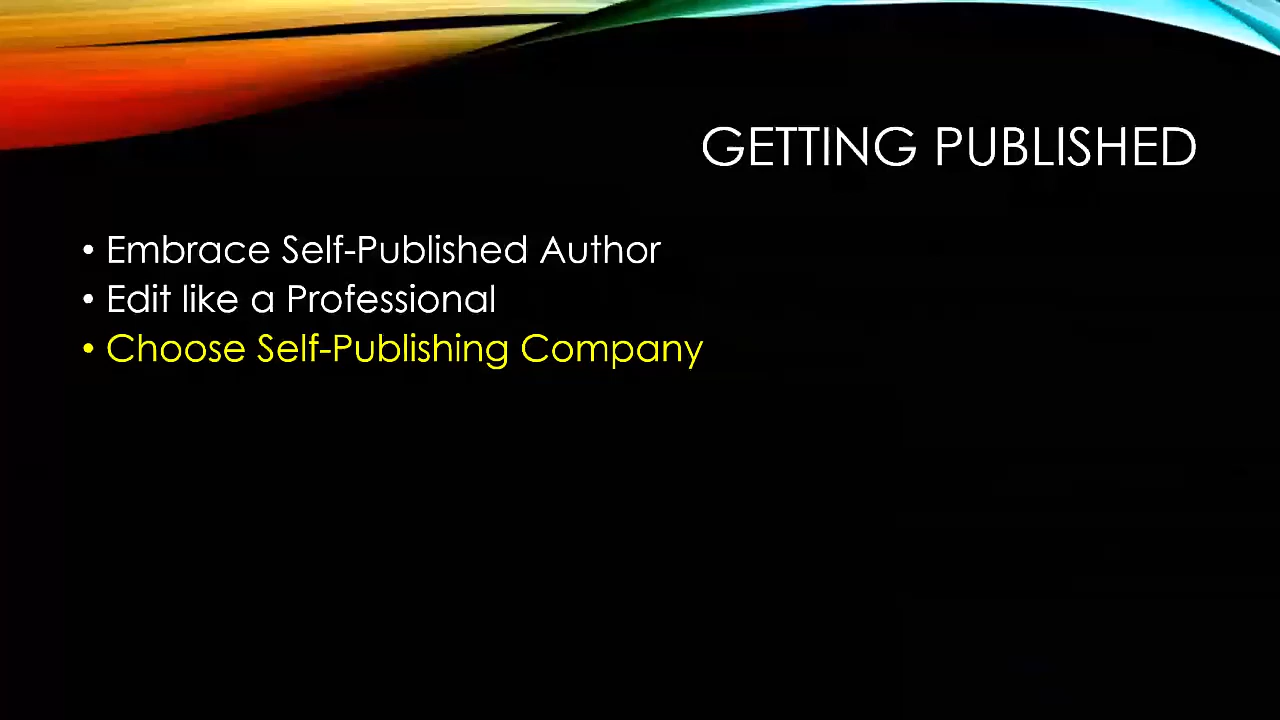 GETTING PUBLISHED
• Embrace Self-Published Author
• Edit like a Professional
• Choose Self-Publishing Company